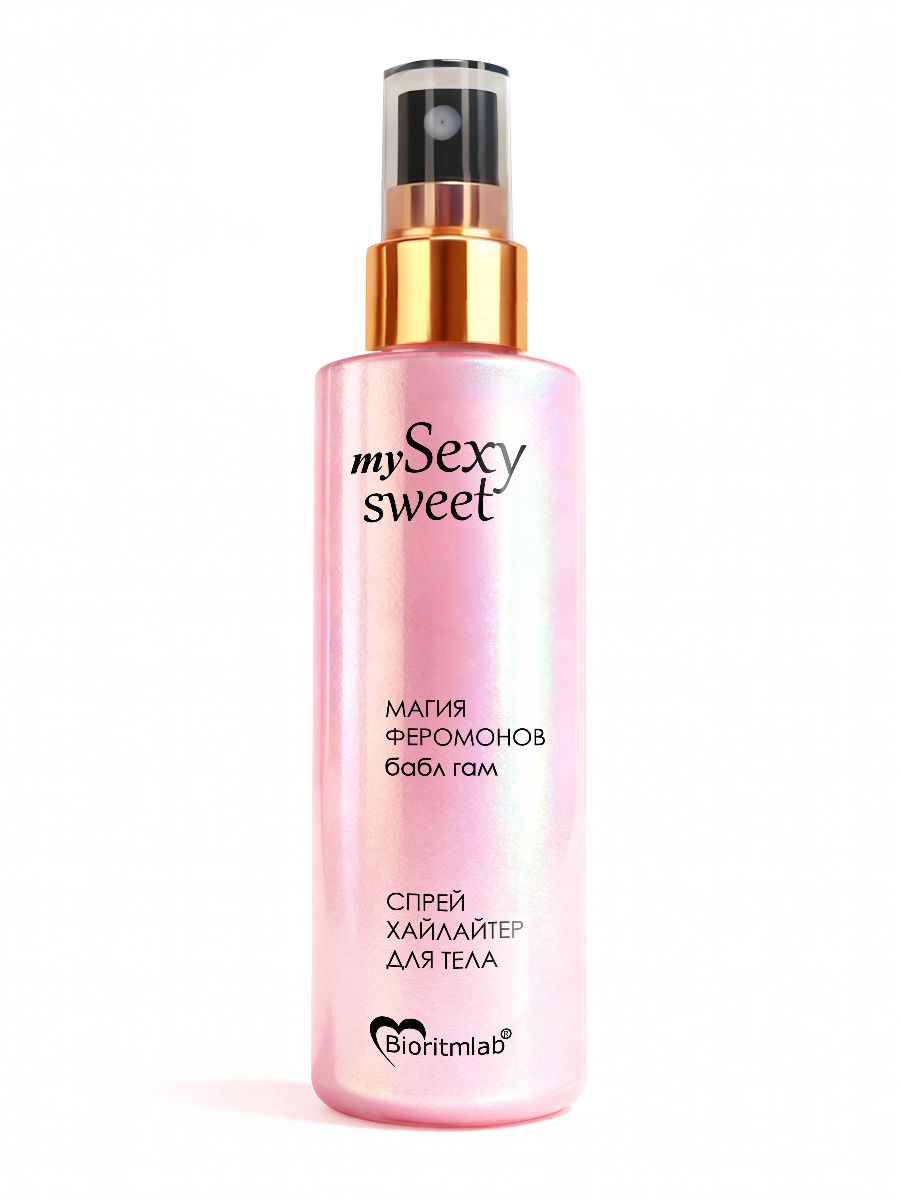 my Sexy
sweet
МАГИЯ
ФЕРОМОНОВ
бабл гам
СПРЕЙ
ХАЙЛАЙТЕР
ДЛЯ ТЕЛА
Bioritmlab®